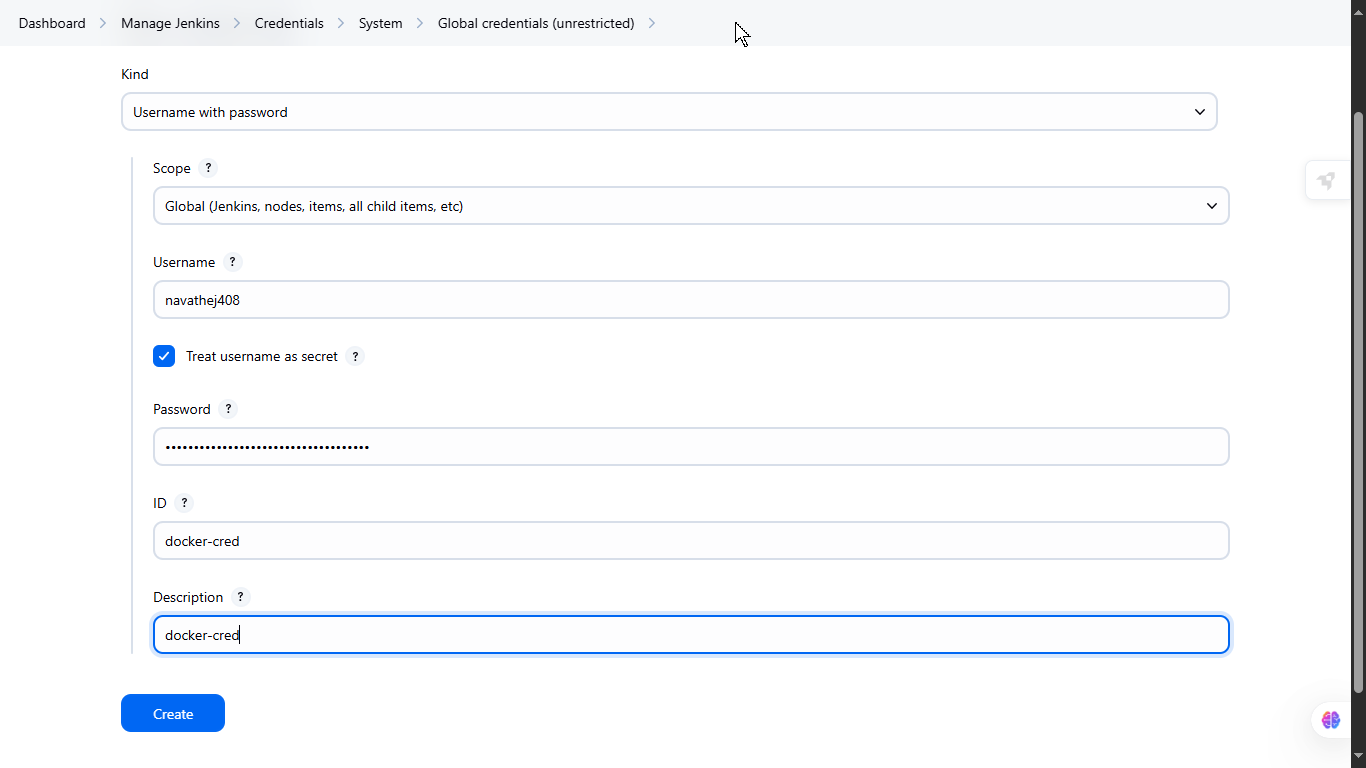 Dashboard > Manage Jenkins > Credentials > System > Global credentials (unrestricted) >
Kind
Username with password
Scope ?
Global (Jenkins, nodes, items, all child items, etc)
Username ?
navathej408
Treat username as secret ?
Password ?
••••••••••••••••••••••••••••••••••••
ID ?
docker-cred
Description ?
docker-cred
Create